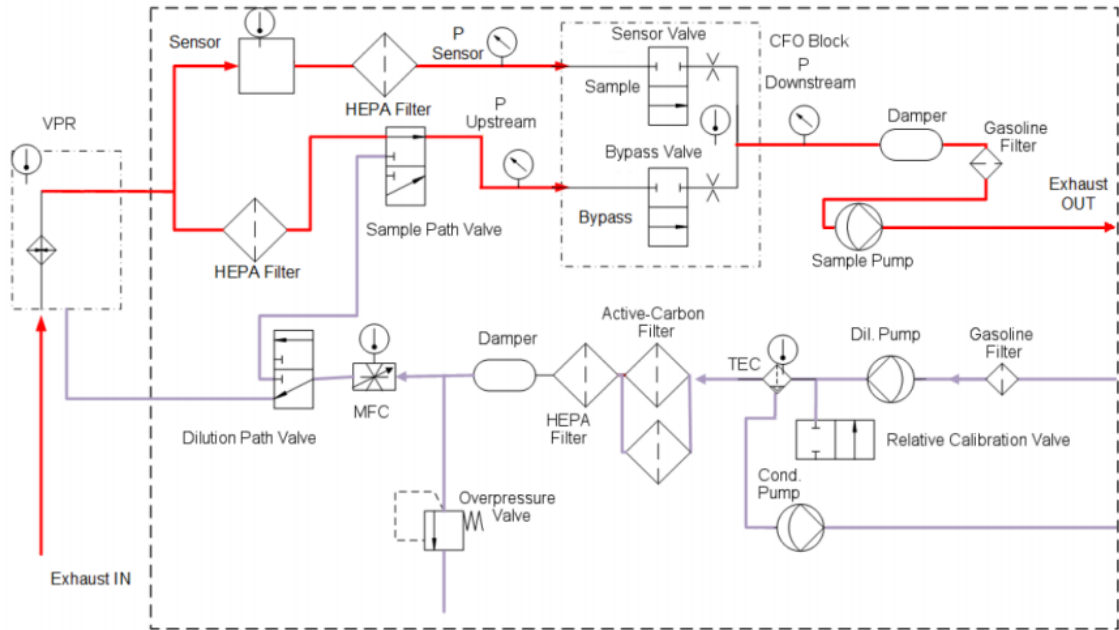 Sensor
P
Sensor
HEPA Filter
Sensor Valve
Sample
CFO Block
P
Downstream
VPR
P
Upstream
Bypass Valve
Bypass
Damper
Gasoline
Filter
Exhaust
OUT
Sample Path Valve
HEPA Filter
Sample Pump
Active-Carbon
Filter
Damper
Dil. Pump
Gasoline
Filter
TEC
MFC
HEPA
Filter
Dilution Path Valve
Relative Calibration Valve
Cond.
Pump
Overpressure
Valve
Exhaust IN